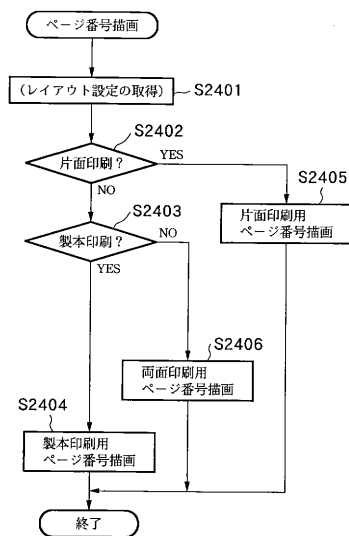 ページ番号描画
(レイアウト設定の取得)
S2401
S2402
片面印刷?
YES
NO
S2405
片面印刷用
ページ番号描画
S2403
製本印刷?
NO
YES
S2406
両面印刷用
ページ番号描画
S2404
製本印刷用
ページ番号描画
終了